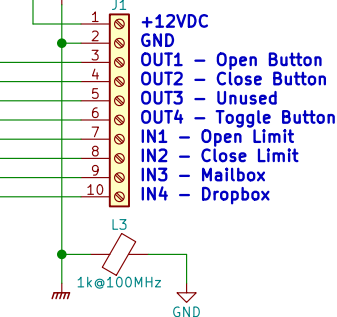 J1
1 +12VDC
2 GND
3 OUT1 – Open Button
4 OUT2 – Close Button
5 OUT3 – Unused
6 OUT4 – Toggle Button
7 IN1 – Open Limit
8 IN2 – Close Limit
9 IN3 – Mailbox
10 IN4 – Dropbox
L3
1k@100MHz
GND